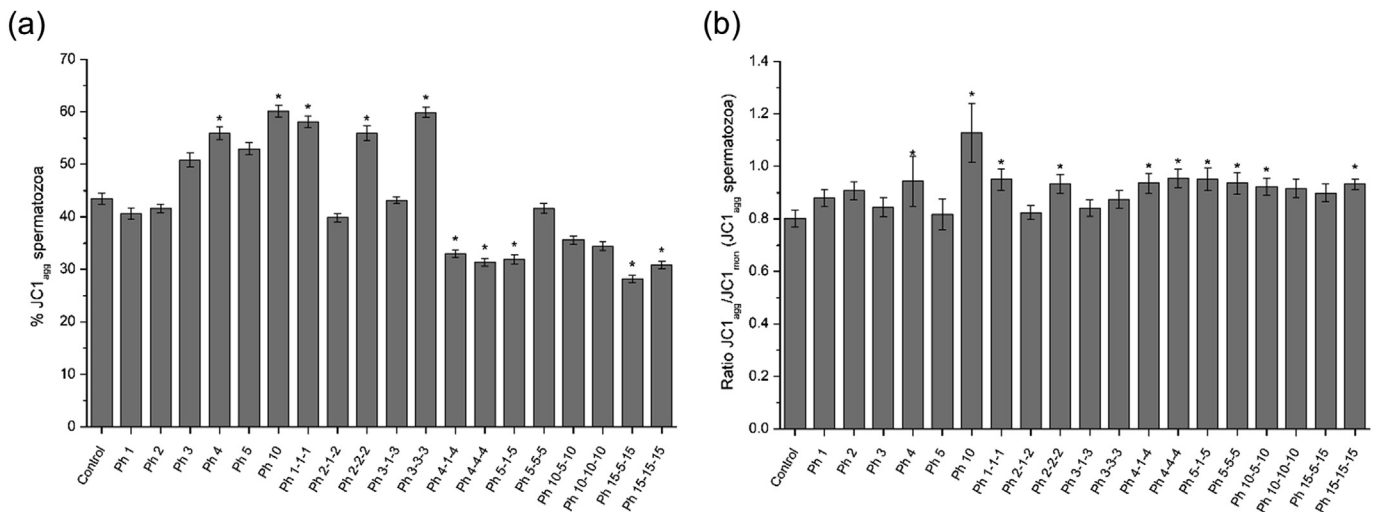 (a)
% JC1agg spermatozoa
70
60
50
40
30
20
10
0
* * * * * * * * * *
Control
Ph 1
Ph 2
Ph 3
Ph 4
Ph 5
Ph 10
Ph 1-1-1
Ph 2-1-2
Ph 2-2-2
Ph 3-1-3
Ph 3-3-3
Ph 4-1-4
Ph 4-4-4
Ph 5-1-5
Ph 5-5-5
Ph 10-5-10
Ph 10-10-10
Ph 15-5-15
Ph 15-15-15
(b)
Ratio JC1agg/JC1mon (JC1agg spermatozoa)
1.4
1.2
1.0
0.8
0.6
0.4
0.2
0.0
* * * * * * * * * *
Control
Ph 1
Ph 2
Ph 3
Ph 4
Ph 5
Ph 10
Ph 1-1-1
Ph 2-1-2
Ph 2-2-2
Ph 3-1-3
Ph 3-3-3
Ph 4-1-4
Ph 4-4-4
Ph 5-1-5
Ph 5-5-5
Ph 10-5-10
Ph 10-10-10
Ph 15-5-15
Ph 15-15-15